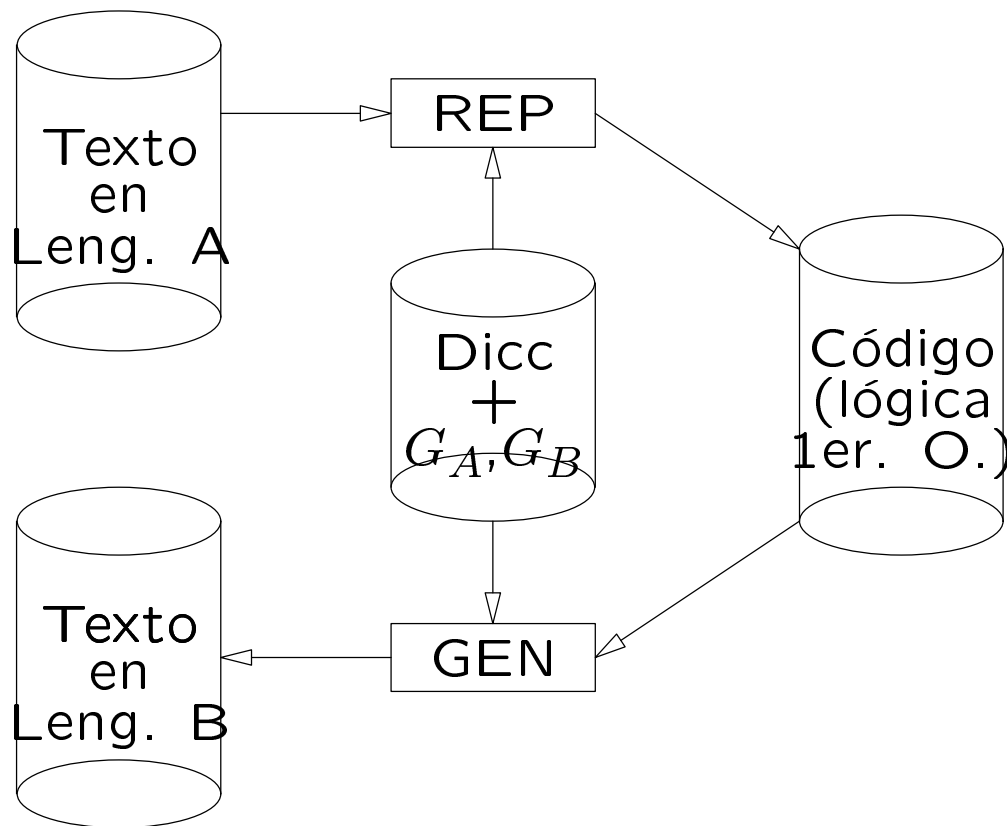 Texto
en
Leng. A
REP
Dicc
+
G_A,G_B
Código
(lógica
1er. O.)
Texto
en
Leng. B
GEN